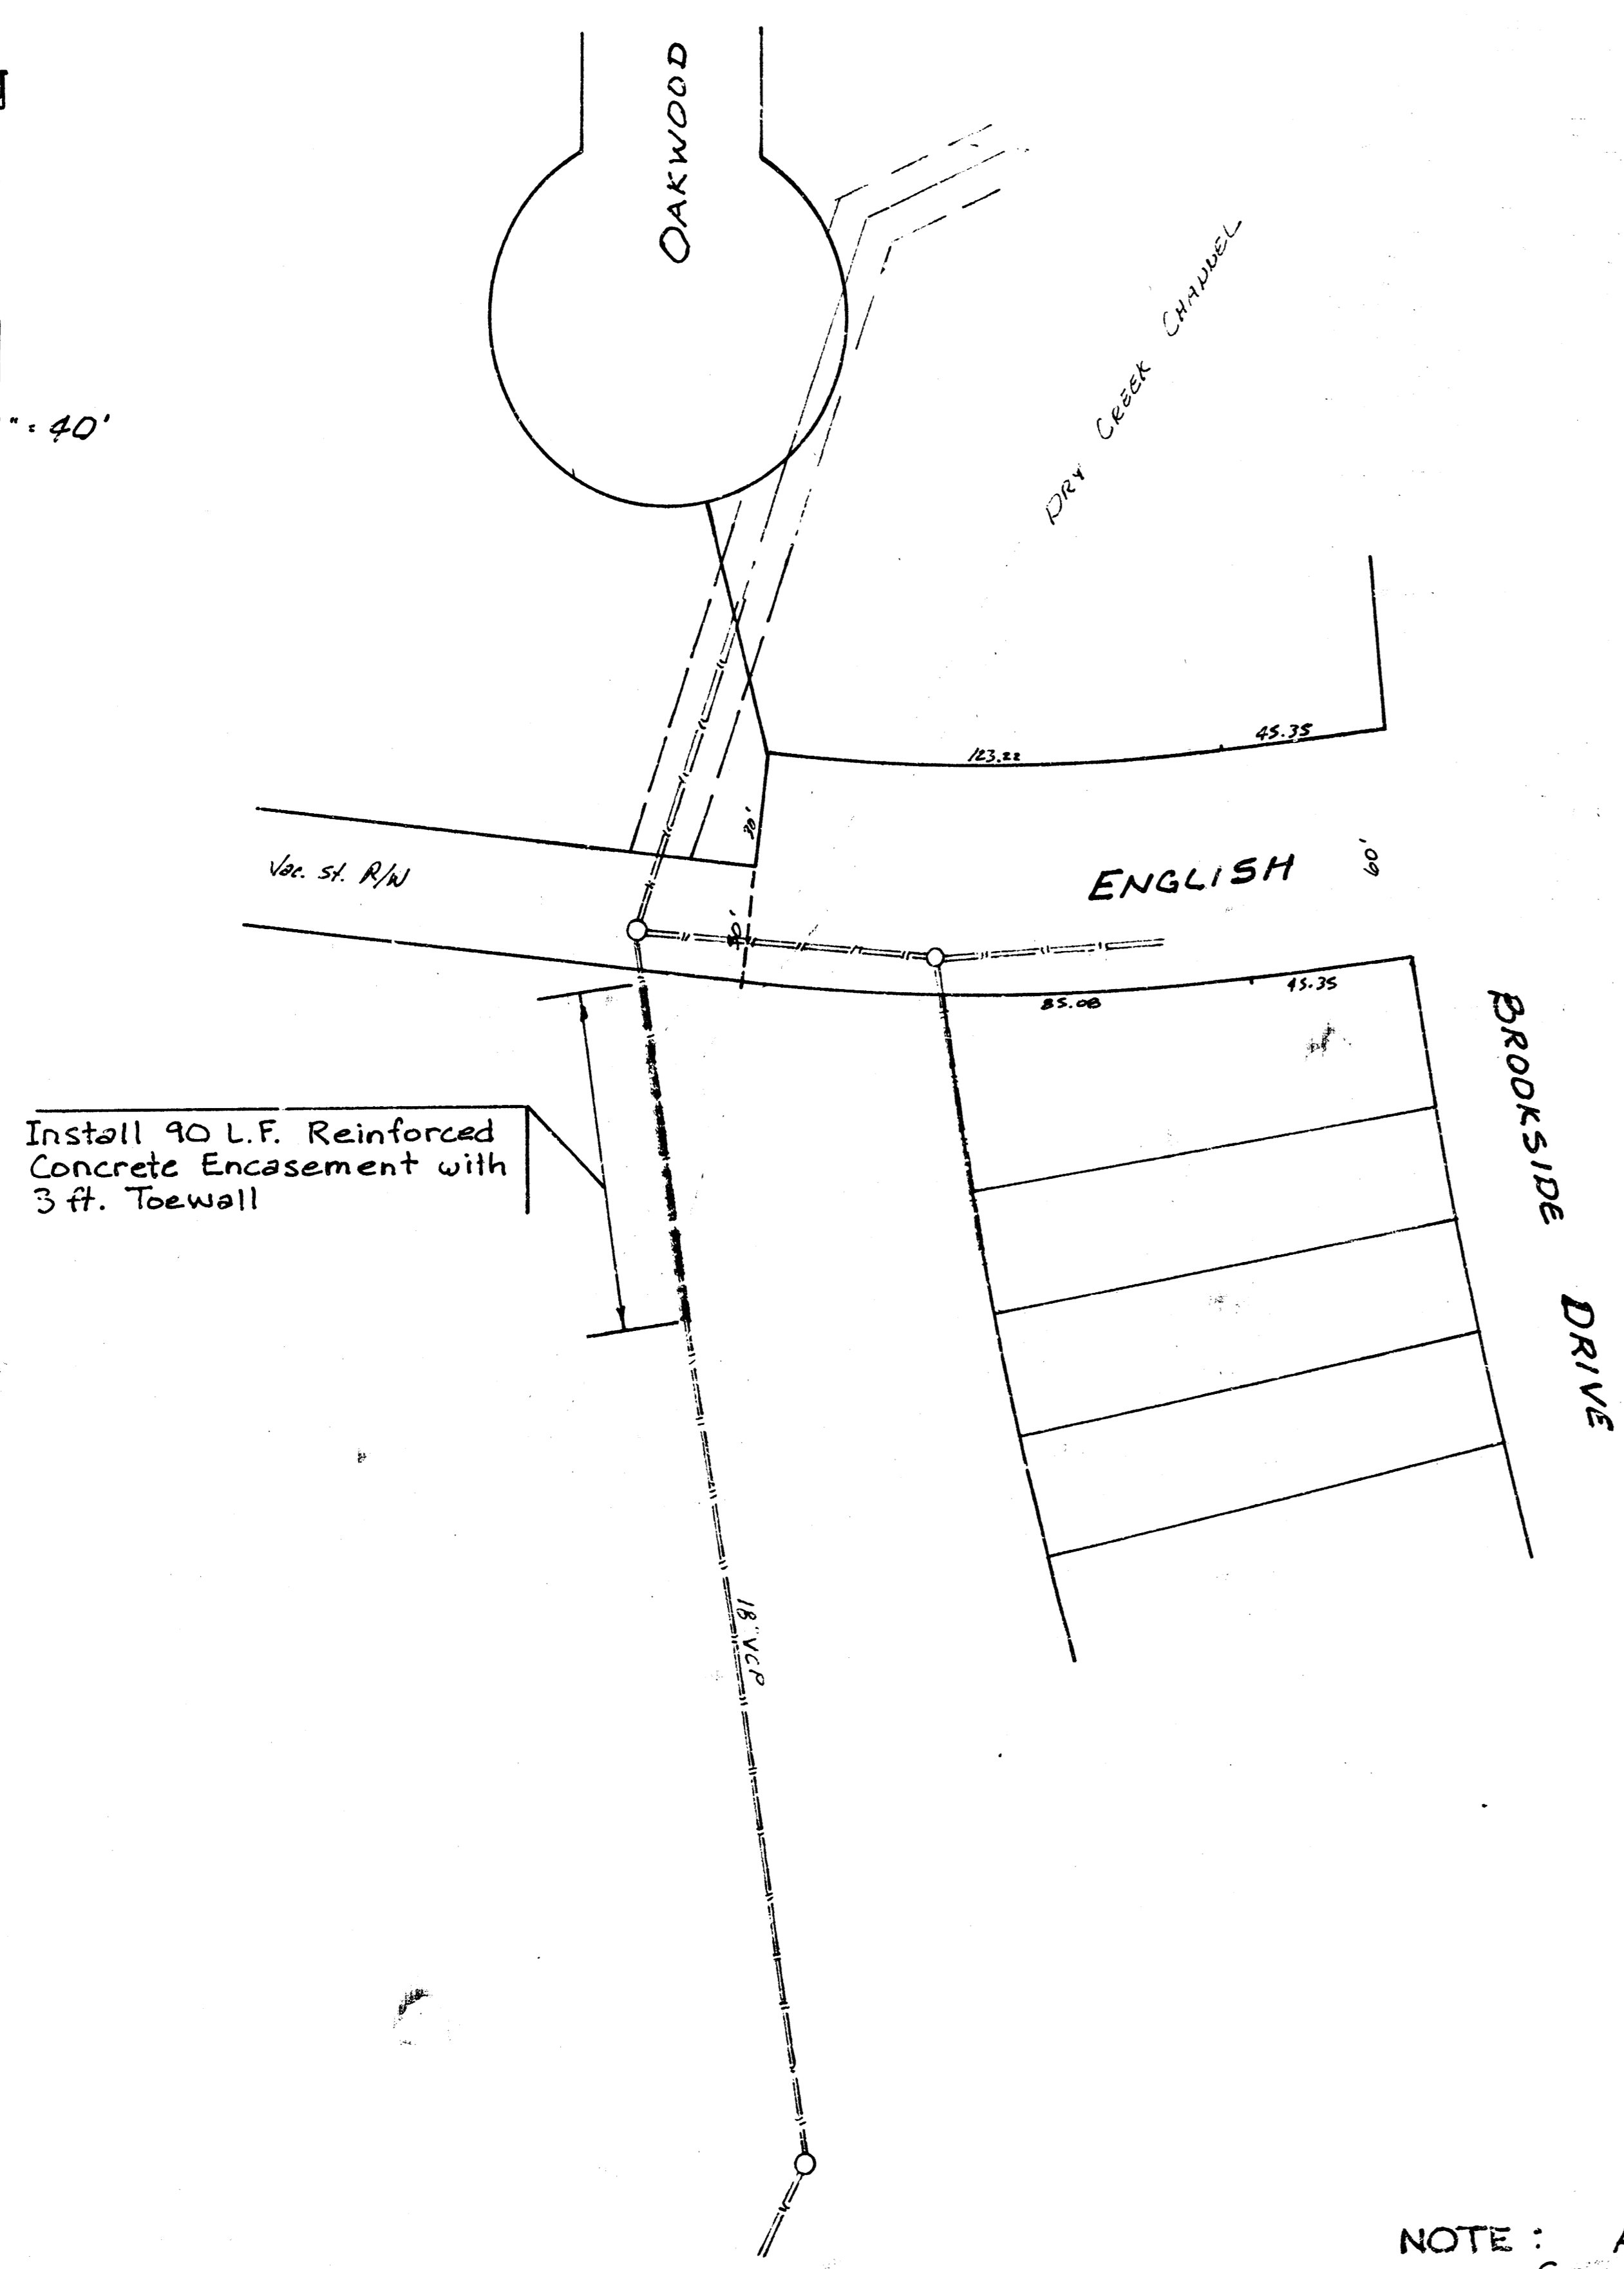 OAKWOOD
": 40'
DRY CREEK CHANNEL
123.22
45.35
30'
Vac. st. R/W
ENGLISH
60'
85.08
45.35
BROOKSIDE DRIVE
Install 90 L.F. Reinforced
Concrete Encasement with
3 ft. Toewall
18" VCP
NOTE :